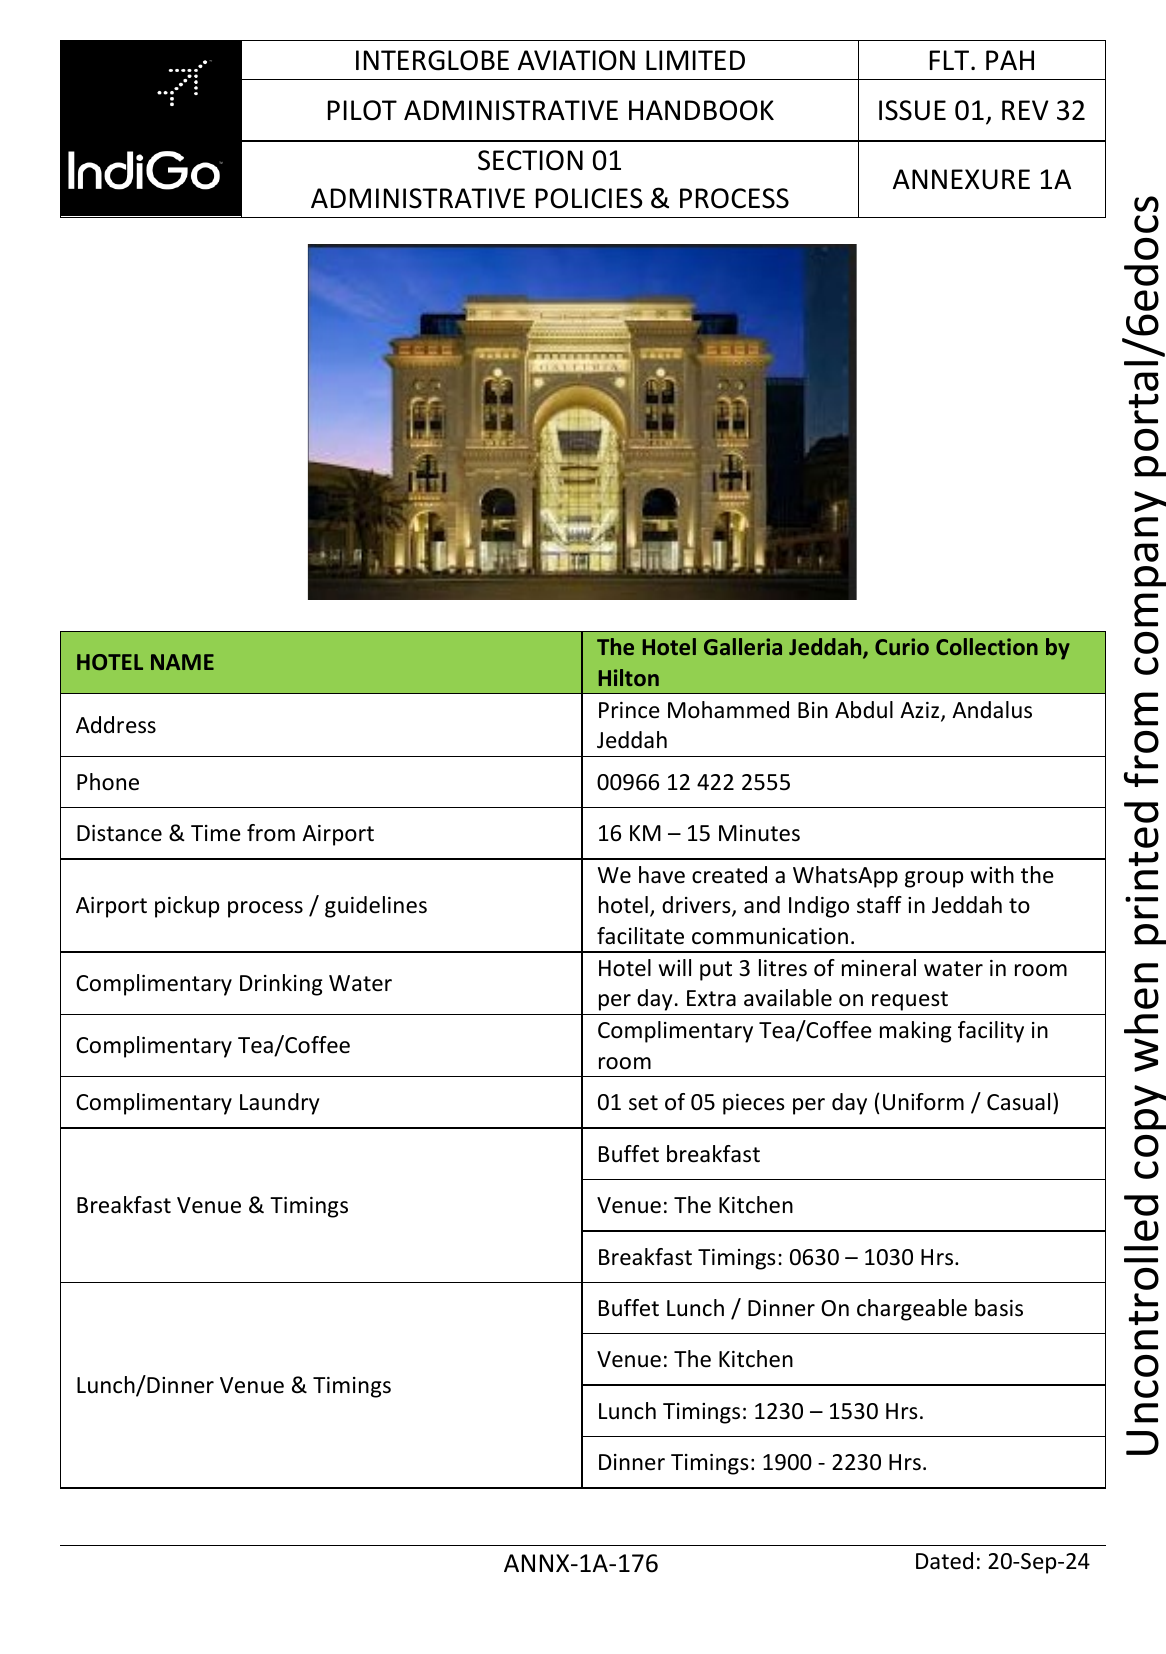 IndiGo
INTERGLOBE AVIATION LIMITED
FLT. PAH
PILOT ADMINISTRATIVE HANDBOOK
ISSUE 01, REV 32
SECTION 01
ADMINISTRATIVE POLICIES & PROCESS
ANNEXURE 1A
GALLERIA
HOTEL NAME
The Hotel Galleria Jeddah, Curio Collection by
Hilton
Address
Prince Mohammed Bin Abdul Aziz, Andalus
Jeddah
Phone
00966 12 422 2555
Distance & Time from Airport
16 KM – 15 Minutes
Airport pickup process / guidelines
We have created a WhatsApp group with the
hotel, drivers, and Indigo staff in Jeddah to
facilitate communication.
Complimentary Drinking Water
Hotel will put 3 litres of mineral water in room
per day. Extra available on request
Complimentary Tea/Coffee
Complimentary Tea/Coffee making facility in
room
Complimentary Laundry
01 set of 05 pieces per day (Uniform / Casual)
Breakfast Venue & Timings
Buffet breakfast
Venue: The Kitchen
Breakfast Timings: 0630 – 1030 Hrs.
Lunch/Dinner Venue & Timings
Buffet Lunch / Dinner On chargeable basis
Venue: The Kitchen
Lunch Timings: 1230 – 1530 Hrs.
Dinner Timings: 1900 - 2230 Hrs.
ANNX-1A-176
Dated: 20-Sep-24
Uncontrolled copy when printed from company portal/6edocs